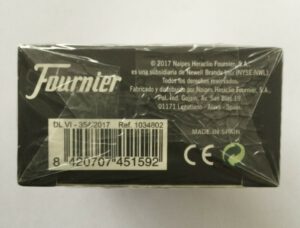 Fournier
© 2017 Naipes Heraclio Fournier, S.A.
es una subsidiaria de Newell Brands Inc (NYSE:NWL).
Todos los derechos reservados.
Fabricado y distribuido por Naipes Heraclio Fournier, S.A.
Pol. Ind. Gojain, Av. San Blas 19.
01171 Legutiano - Álava
DL VI - 354.2017 Ref. 1034802
MADE IN SPAIN
8 420707 451592
CE